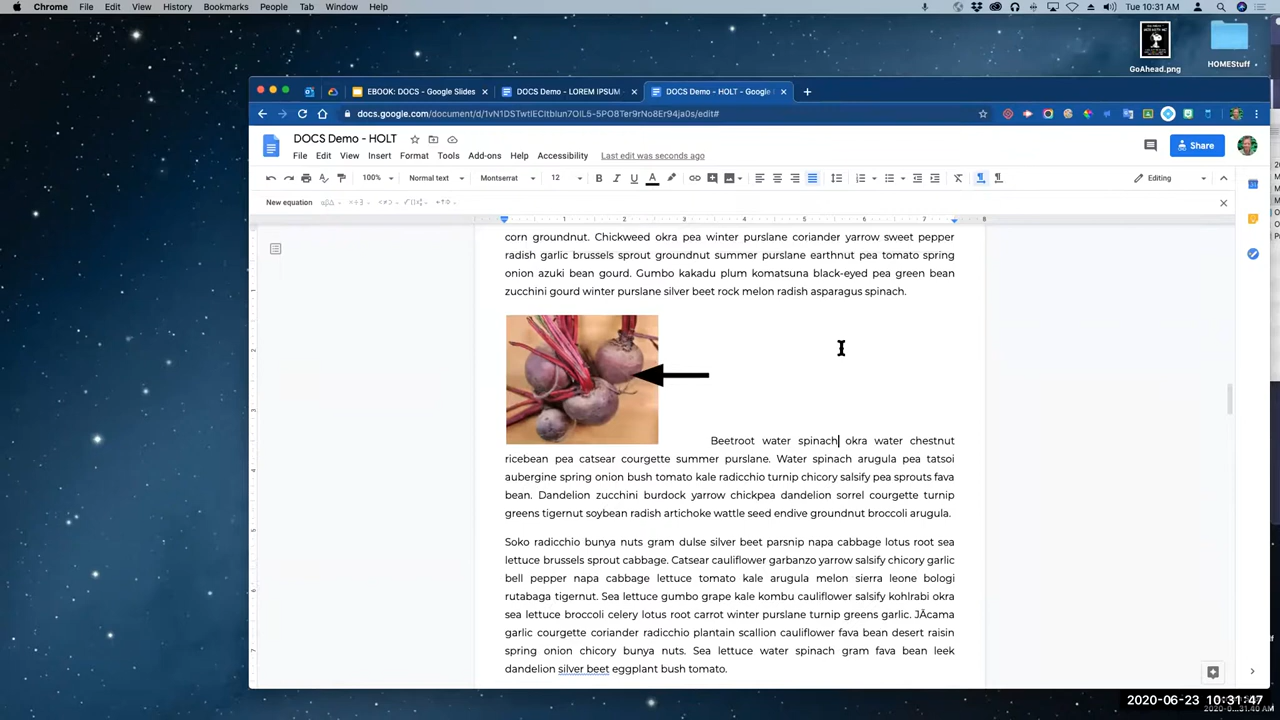 Chrome File Edit View History Bookmarks People Tab Window Help Tue 10:31 AM
GoAhead.png HOMEStuff
EBOOK: DOCS - Google Slides DOCS Demo - LOREM IPSUM DOCS Demo - HOLT - Google
DOCS Demo - HOLT
File Edit View Insert Format Tools Add-ons Help Accessibility Last edit was seconds ago Share
100% Normal text Montserrat 12 B I U A Editing
New equation
1 2 3 4 5 6 7 8
corn groundnut. Chickweed okra pea winter purslane coriander yarrow sweet pepper
radish garlic brussels sprout groundnut summer purslane earthnut pea tomato spring
onion azuki bean gourd. Gumbo kakadu plum komatsuna black-eyed pea green bean
zucchini gourd winter purslane silver beet rock melon radish asparagus spinach.
Beetroot water spinach okra water chestnut
ricebean pea catsear courgette summer purslane. Water spinach arugula pea tatsoi
aubergine spring onion bush tomato kale radicchio turnip chicory salsify pea sprouts fava
bean. Dandelion zucchini burdock yarrow chickpea dandelion sorrel courgette turnip
greens tigernut soybean radish artichoke wattle seed endive groundnut broccoli arugula.
Soko radicchio bunya nuts gram dulse silver beet parsnip napa cabbage lotus root sea
lettuce brussels sprout cabbage. Catsear cauliflower garbanzo yarrow salsify chicory garlic
bell pepper napa cabbage lettuce tomato kale arugula melon sierra leone bologi
rutabaga tigernut. Sea lettuce gumbo grape kale kombu cauliflower salsify kohlrabi okra
sea lettuce broccoli celery lotus root carrot winter purslane turnip greens garlic. JÃcama
garlic courgette coriander radicchio plantain scallion cauliflower fava bean desert raisin
spring onion chicory bunya nuts. Sea lettuce water spinach gram fava bean leek
dandelion silver beet eggplant bush tomato.
2020-06-23 10:31:47